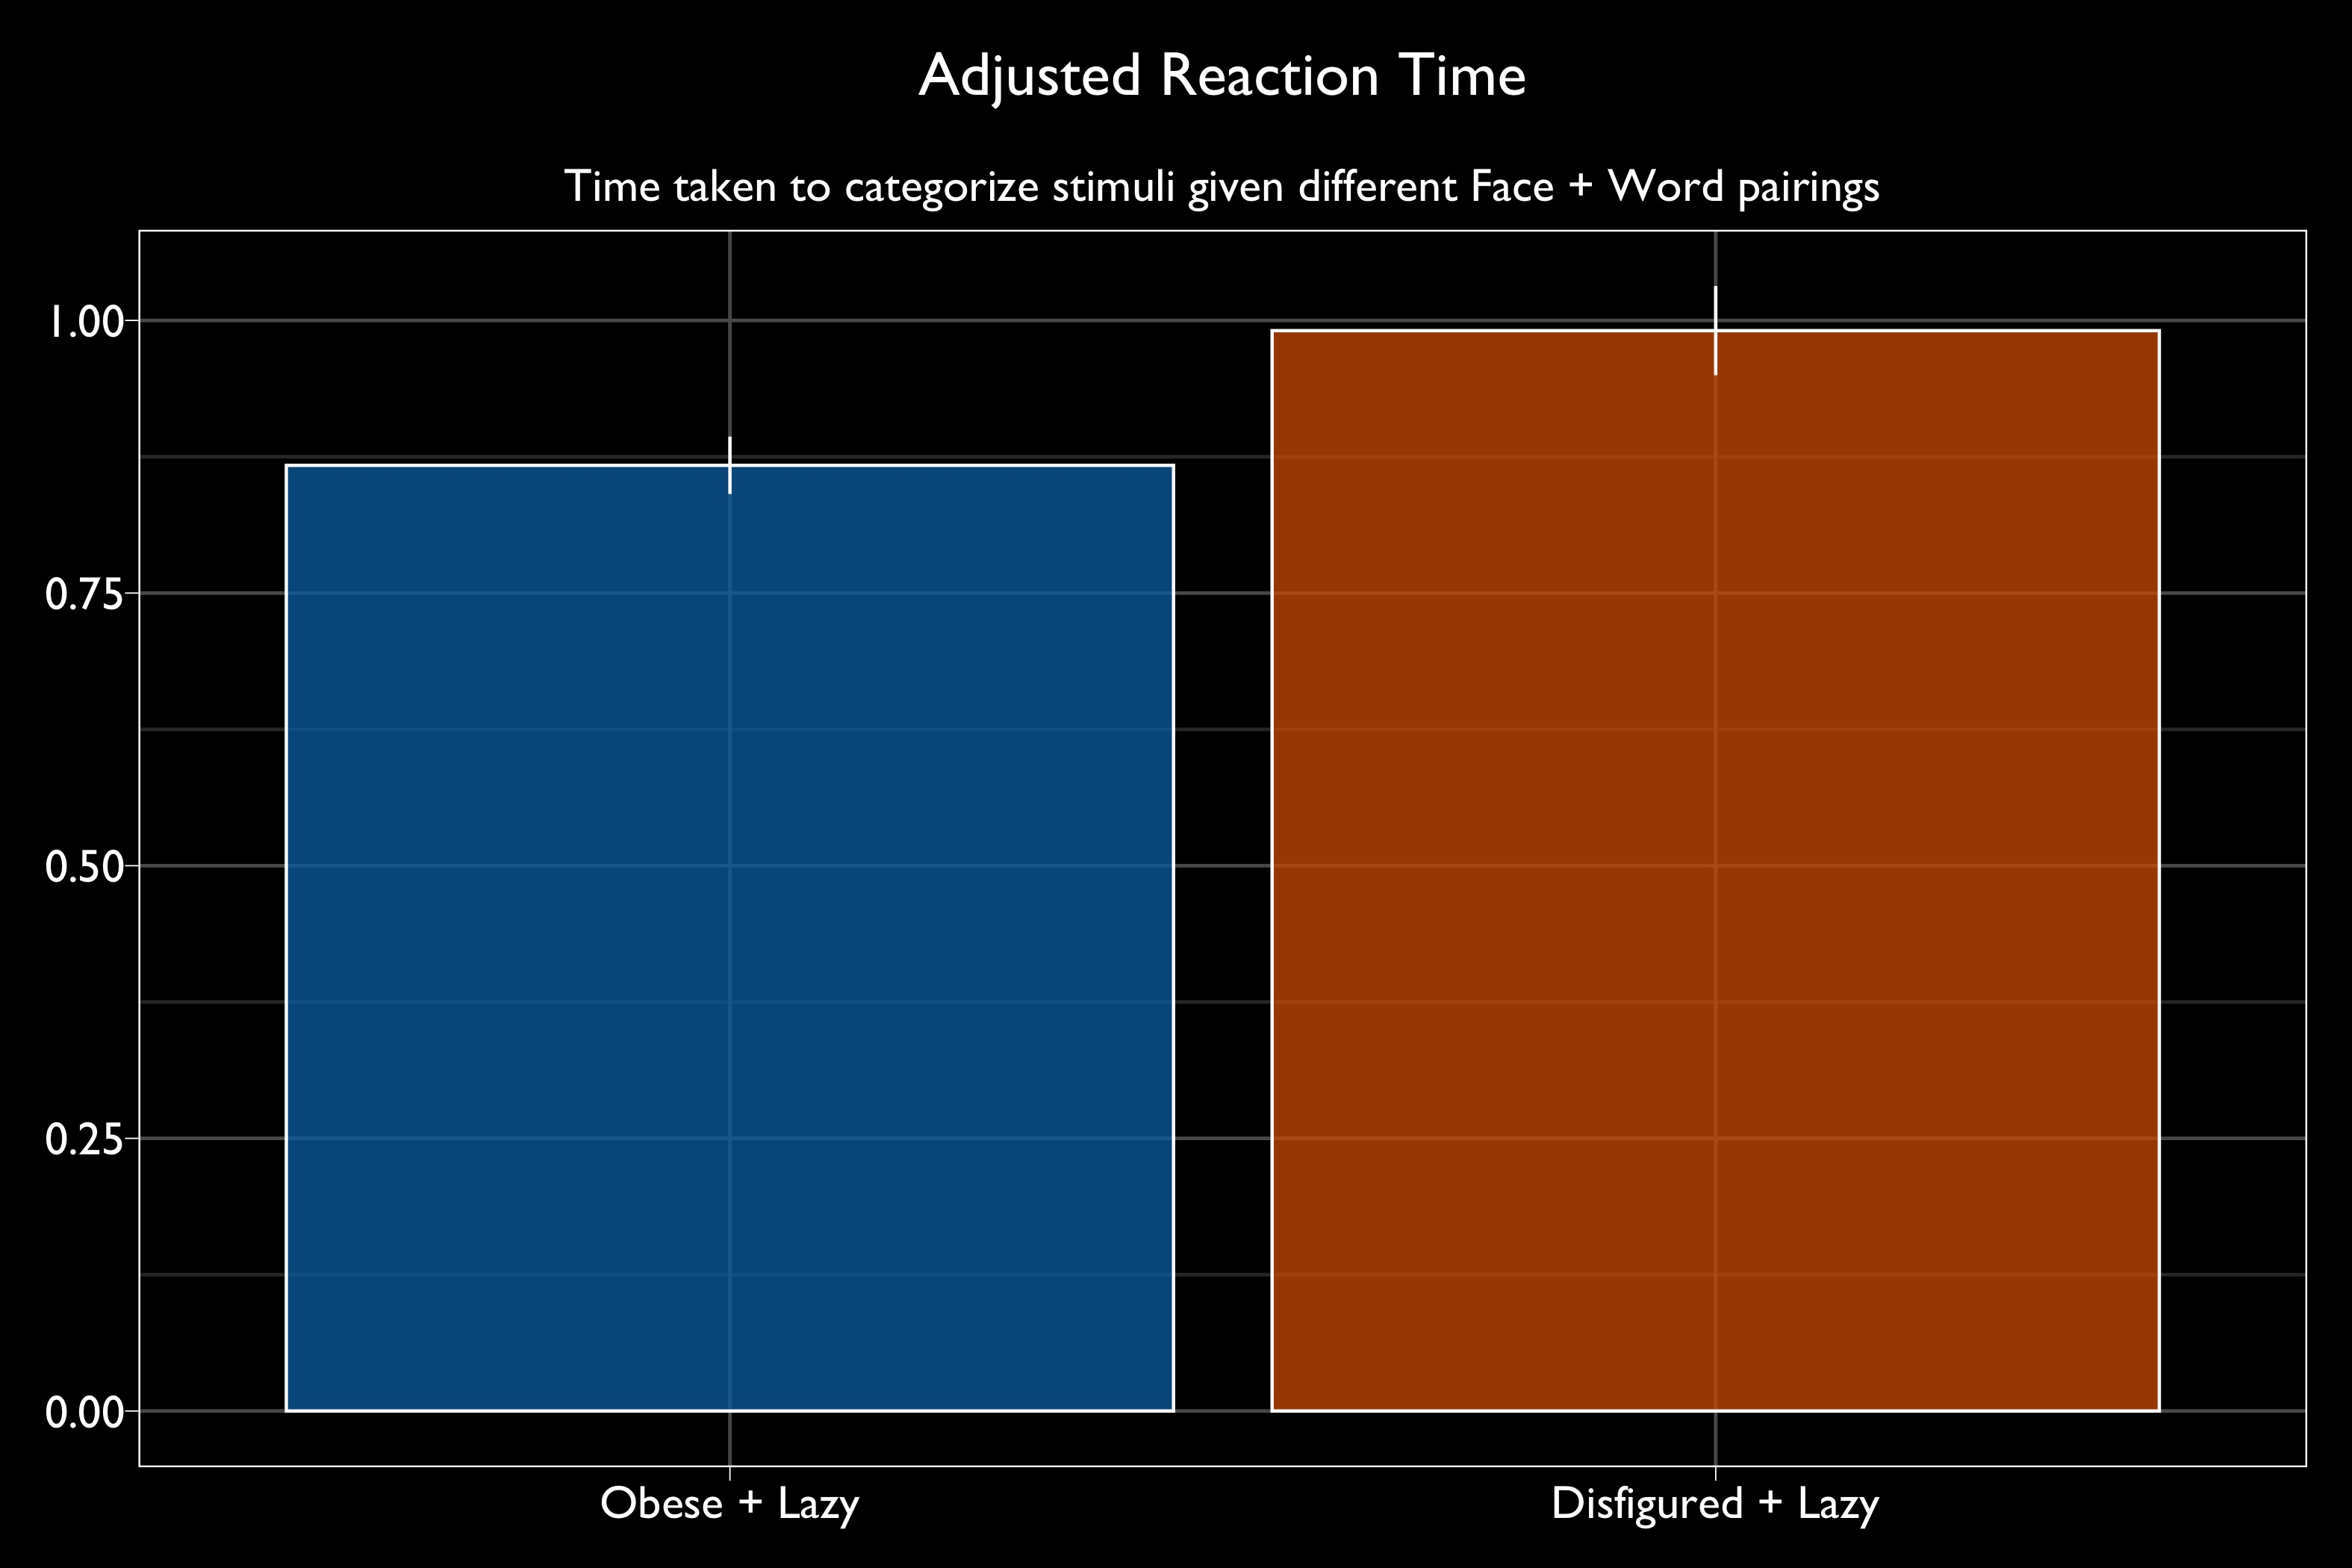 Adjusted Reaction Time
Time taken to categorize stimuli given different Face + Word pairings
1.00
0.75
0.50
0.25
0.00
Obese + Lazy
Disfigured + Lazy